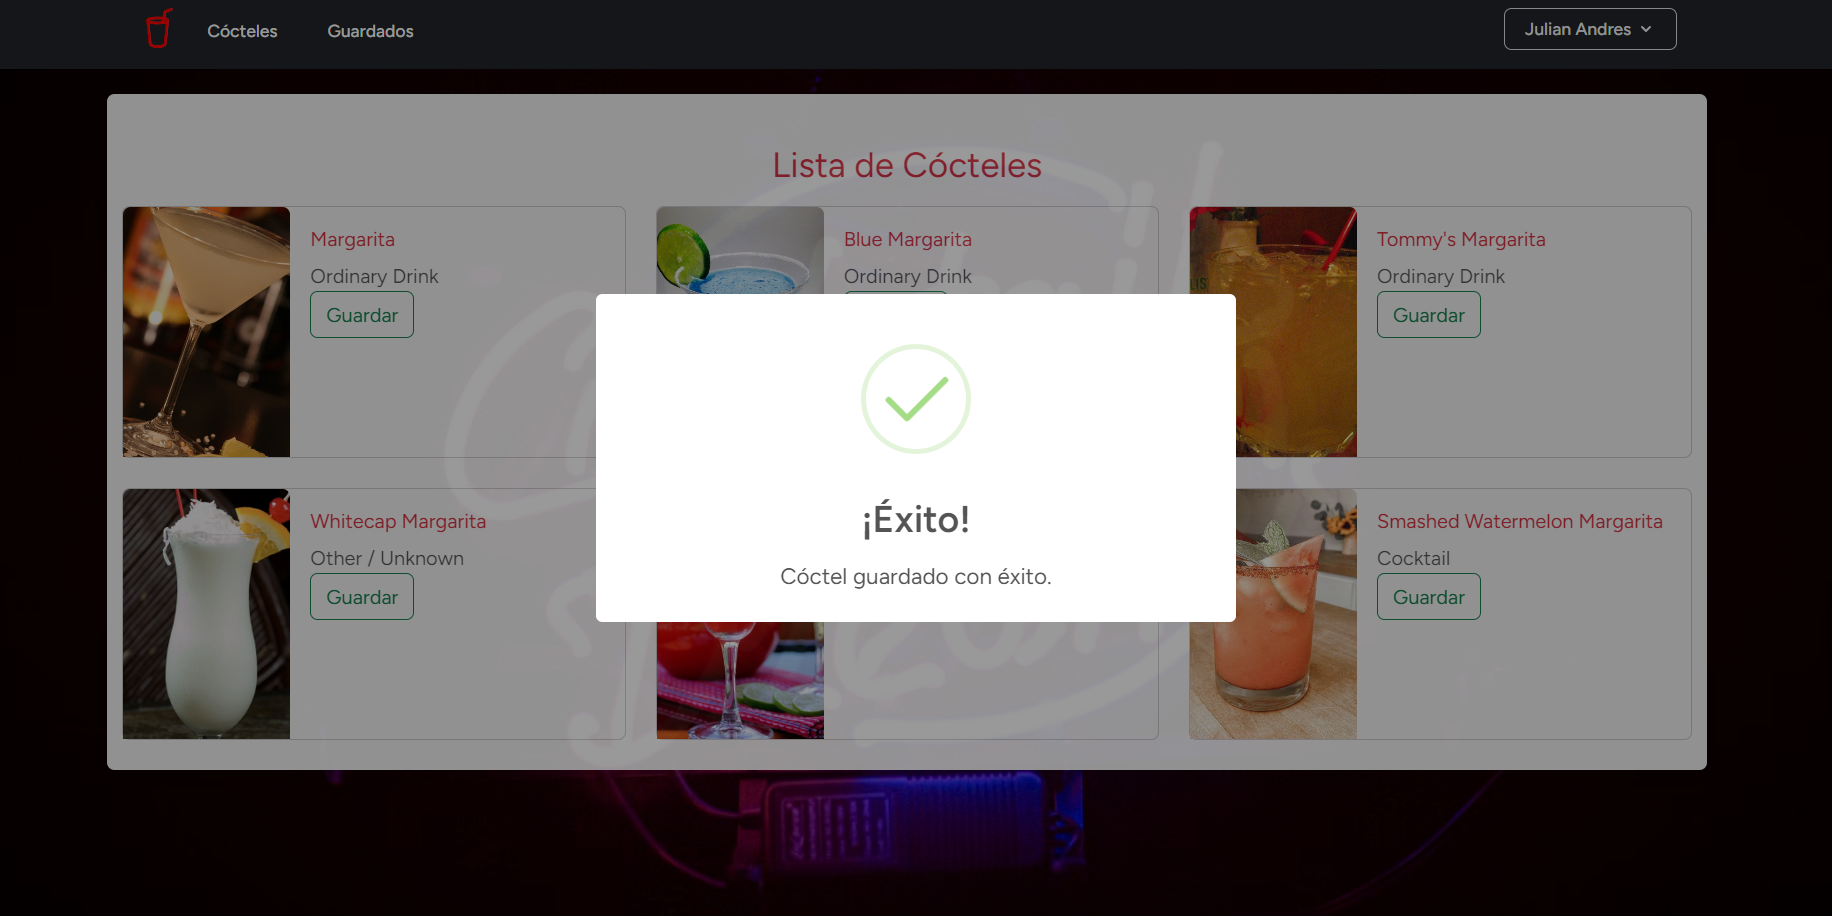 Cócteles
Guardados
Julian Andres
Lista de Cócteles
Margarita
Ordinary Drink
Guardar
Blue Margarita
Ordinary Drink
Tommy's Margarita
Ordinary Drink
Guardar
¡Éxito!
Cóctel guardado con éxito.
Whitecap Margarita
Other / Unknown
Guardar
Smashed Watermelon Margarita
Cocktail
Guardar